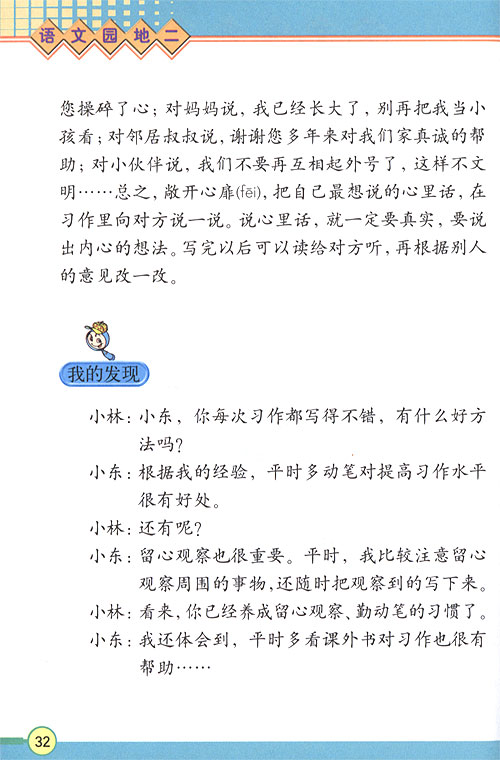 语文园地二
您操碎了心；对妈妈说，我已经长大了，别再把我当小
孩看；对邻居叔叔说，谢谢您多年来对我们家真诚的帮
助；对小伙伴说，我们不要再互相起外号了，这样不文
明……总之，敞开心扉(fēi)，把自己最想说的心里话，在
习作里向对方说一说。说心里话，就一定要真实，要说
出内心的想法。写完以后可以读给对方听，再根据别人
的意见改一改。
我的发现
小林：小东，你每次习作都写得不错，有什么好方
法吗？
小东：根据我的经验，平时多动笔对提高习作水平
很有好处。
小林：还有呢？
小东：留心观察也很重要。平时，我比较注意留心
观察周围的事物，还随时把观察到的写下来。
小林：看来，你已经养成留心观察、勤动笔的习惯了。
小东：我还体会到，平时多看课外书对习作也很有
帮助……
32